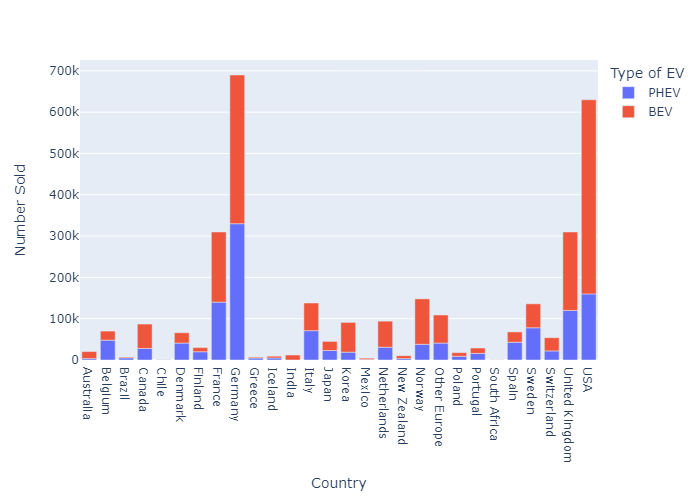 Type of EV
PHEV
BEV
Number Sold
700k
600k
500k
400k
300k
200k
100k
0
Australia
Belgium
Brazil
Canada
Chile
Denmark
Finland
France
Germany
Greece
Iceland
India
Italy
Japan
Korea
Mexico
Netherlands
New Zealand
Norway
Other Europe
Poland
Portugal
South Africa
Spain
Sweden
Switzerland
United Kingdom
USA
Country